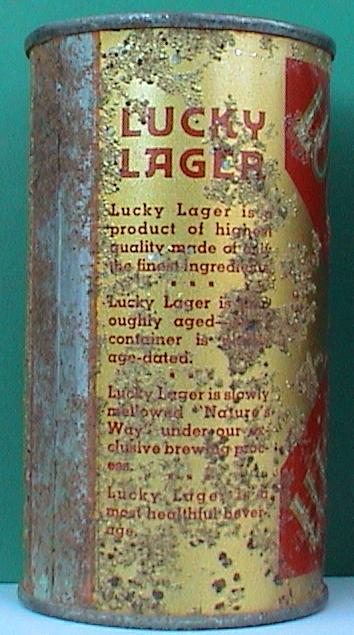 LUCKY
LAGER
Lucky Lager is a
product of highest
quality made of only
the finest ingredients.
Lucky Lager is
oughly aged—
container is
age-dated.
Lucky Lager is slowly
mellowed "Nature's
Way" under our ex-
clusive brewing proc-
ess.
Lucky Lager is a
most healthful bever-
age.